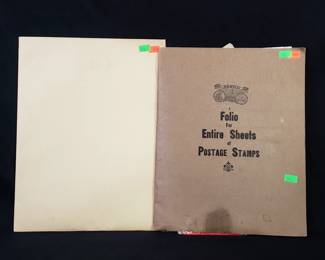 A
Folio
For
Entire Sheets
of
Postage Stamps